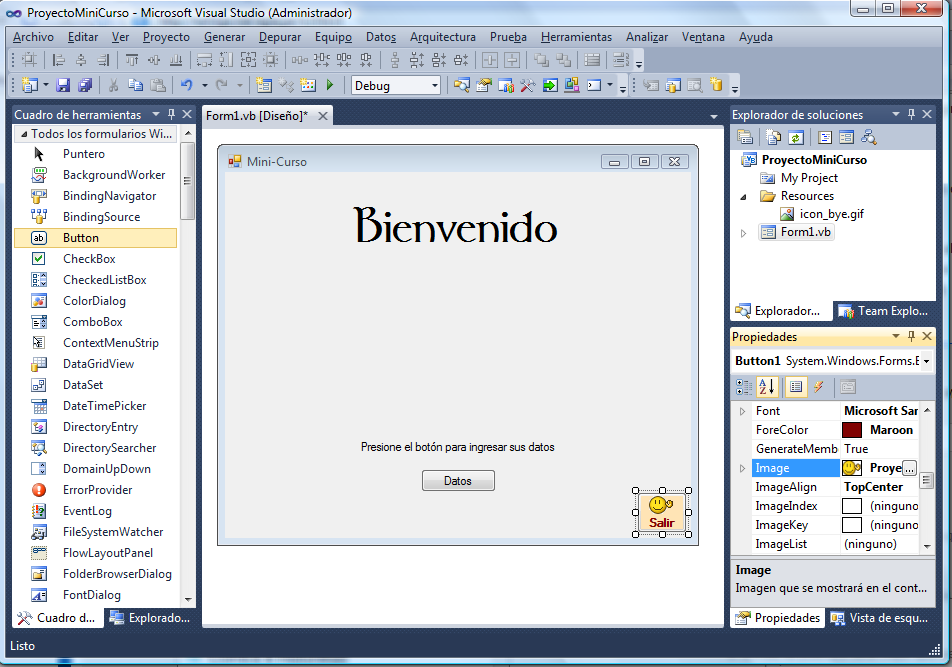 ProyectoMiniCurso - Microsoft Visual Studio (Administrador)
Archivo Editar Ver Proyecto Generar Depurar Equipo Datos Arquitectura Prueba Herramientas Analizar Ventana Ayuda
Debug
Cuadro de herramientas
Todos los formularios Wi...
Puntero
BackgroundWorker
BindingNavigator
BindingSource
Button
CheckBox
CheckedListBox
ColorDialog
ComboBox
ContextMenuStrip
DataGridView
DataSet
DateTimePicker
DirectoryEntry
DirectorySearcher
DomainUpDown
ErrorProvider
EventLog
FileSystemWatcher
FlowLayoutPanel
FolderBrowserDialog
FontDialog
Cuadro d... Explorado...
Form1.vb [Diseño]*
Mini-Curso
Bienvenido
Presione el botón para ingresar sus datos
Datos
Salir
Explorador de soluciones
ProyectoMiniCurso
My Project
Resources
icon_bye.gif
Form1.vb
Explorador... Team Explo...
Propiedades
Button1 System.Windows.Forms.B
Font Microsoft San
ForeColor Maroon
GenerateMemb True
Image Proye ...
ImageAlign TopCenter
ImageIndex (ninguno
ImageKey (ninguno
ImageList (ninguno)
Image
Imagen que se mostrará en el cont...
Propiedades Vista de esqu...
Listo